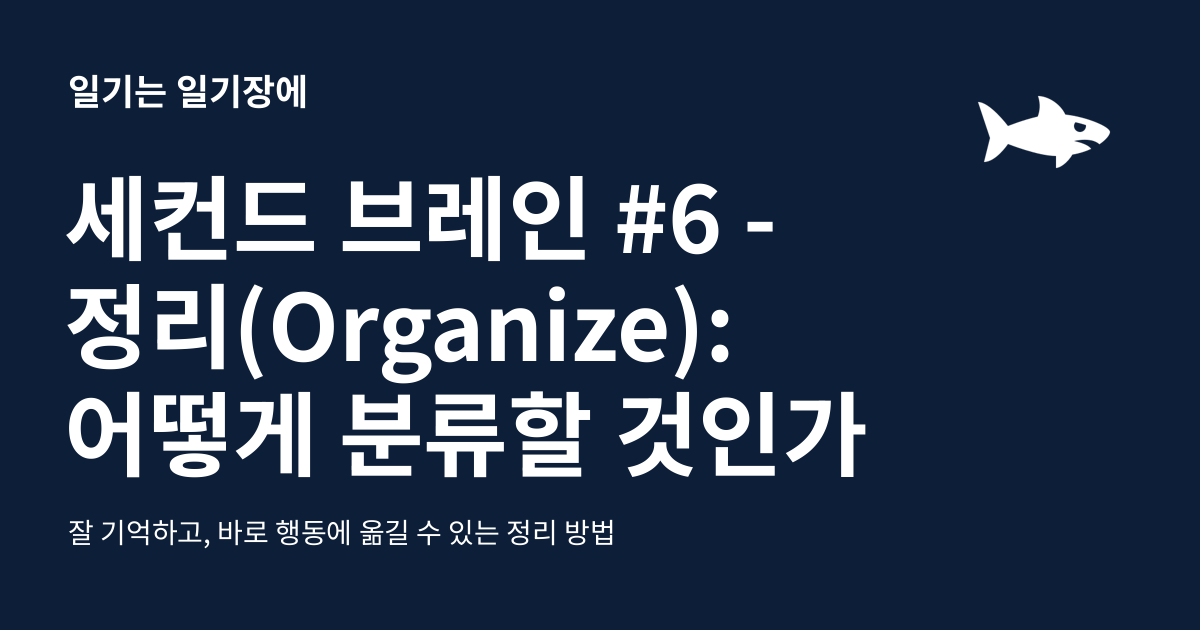 일기는 일기장에
세컨드 브레인 #6 -
정리(Organize):
어떻게 분류할 것인가
잘 기억하고, 바로 행동에 옮길 수 있는 정리 방법